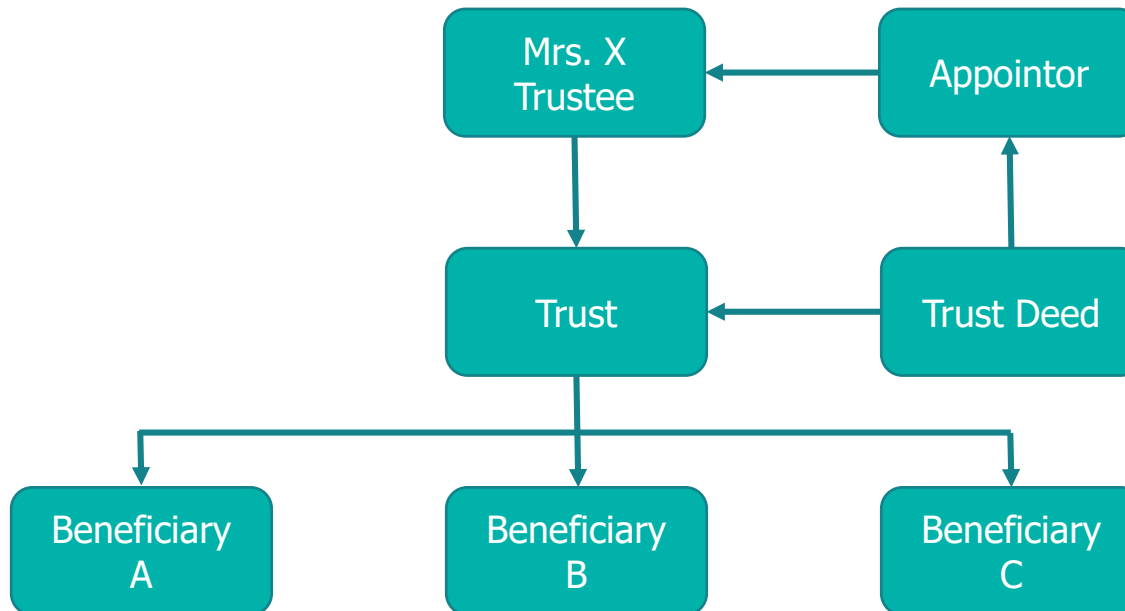 Mrs. X
Trustee
Appointor
Trust
Trust Deed
Beneficiary
A
Beneficiary
B
Beneficiary
C